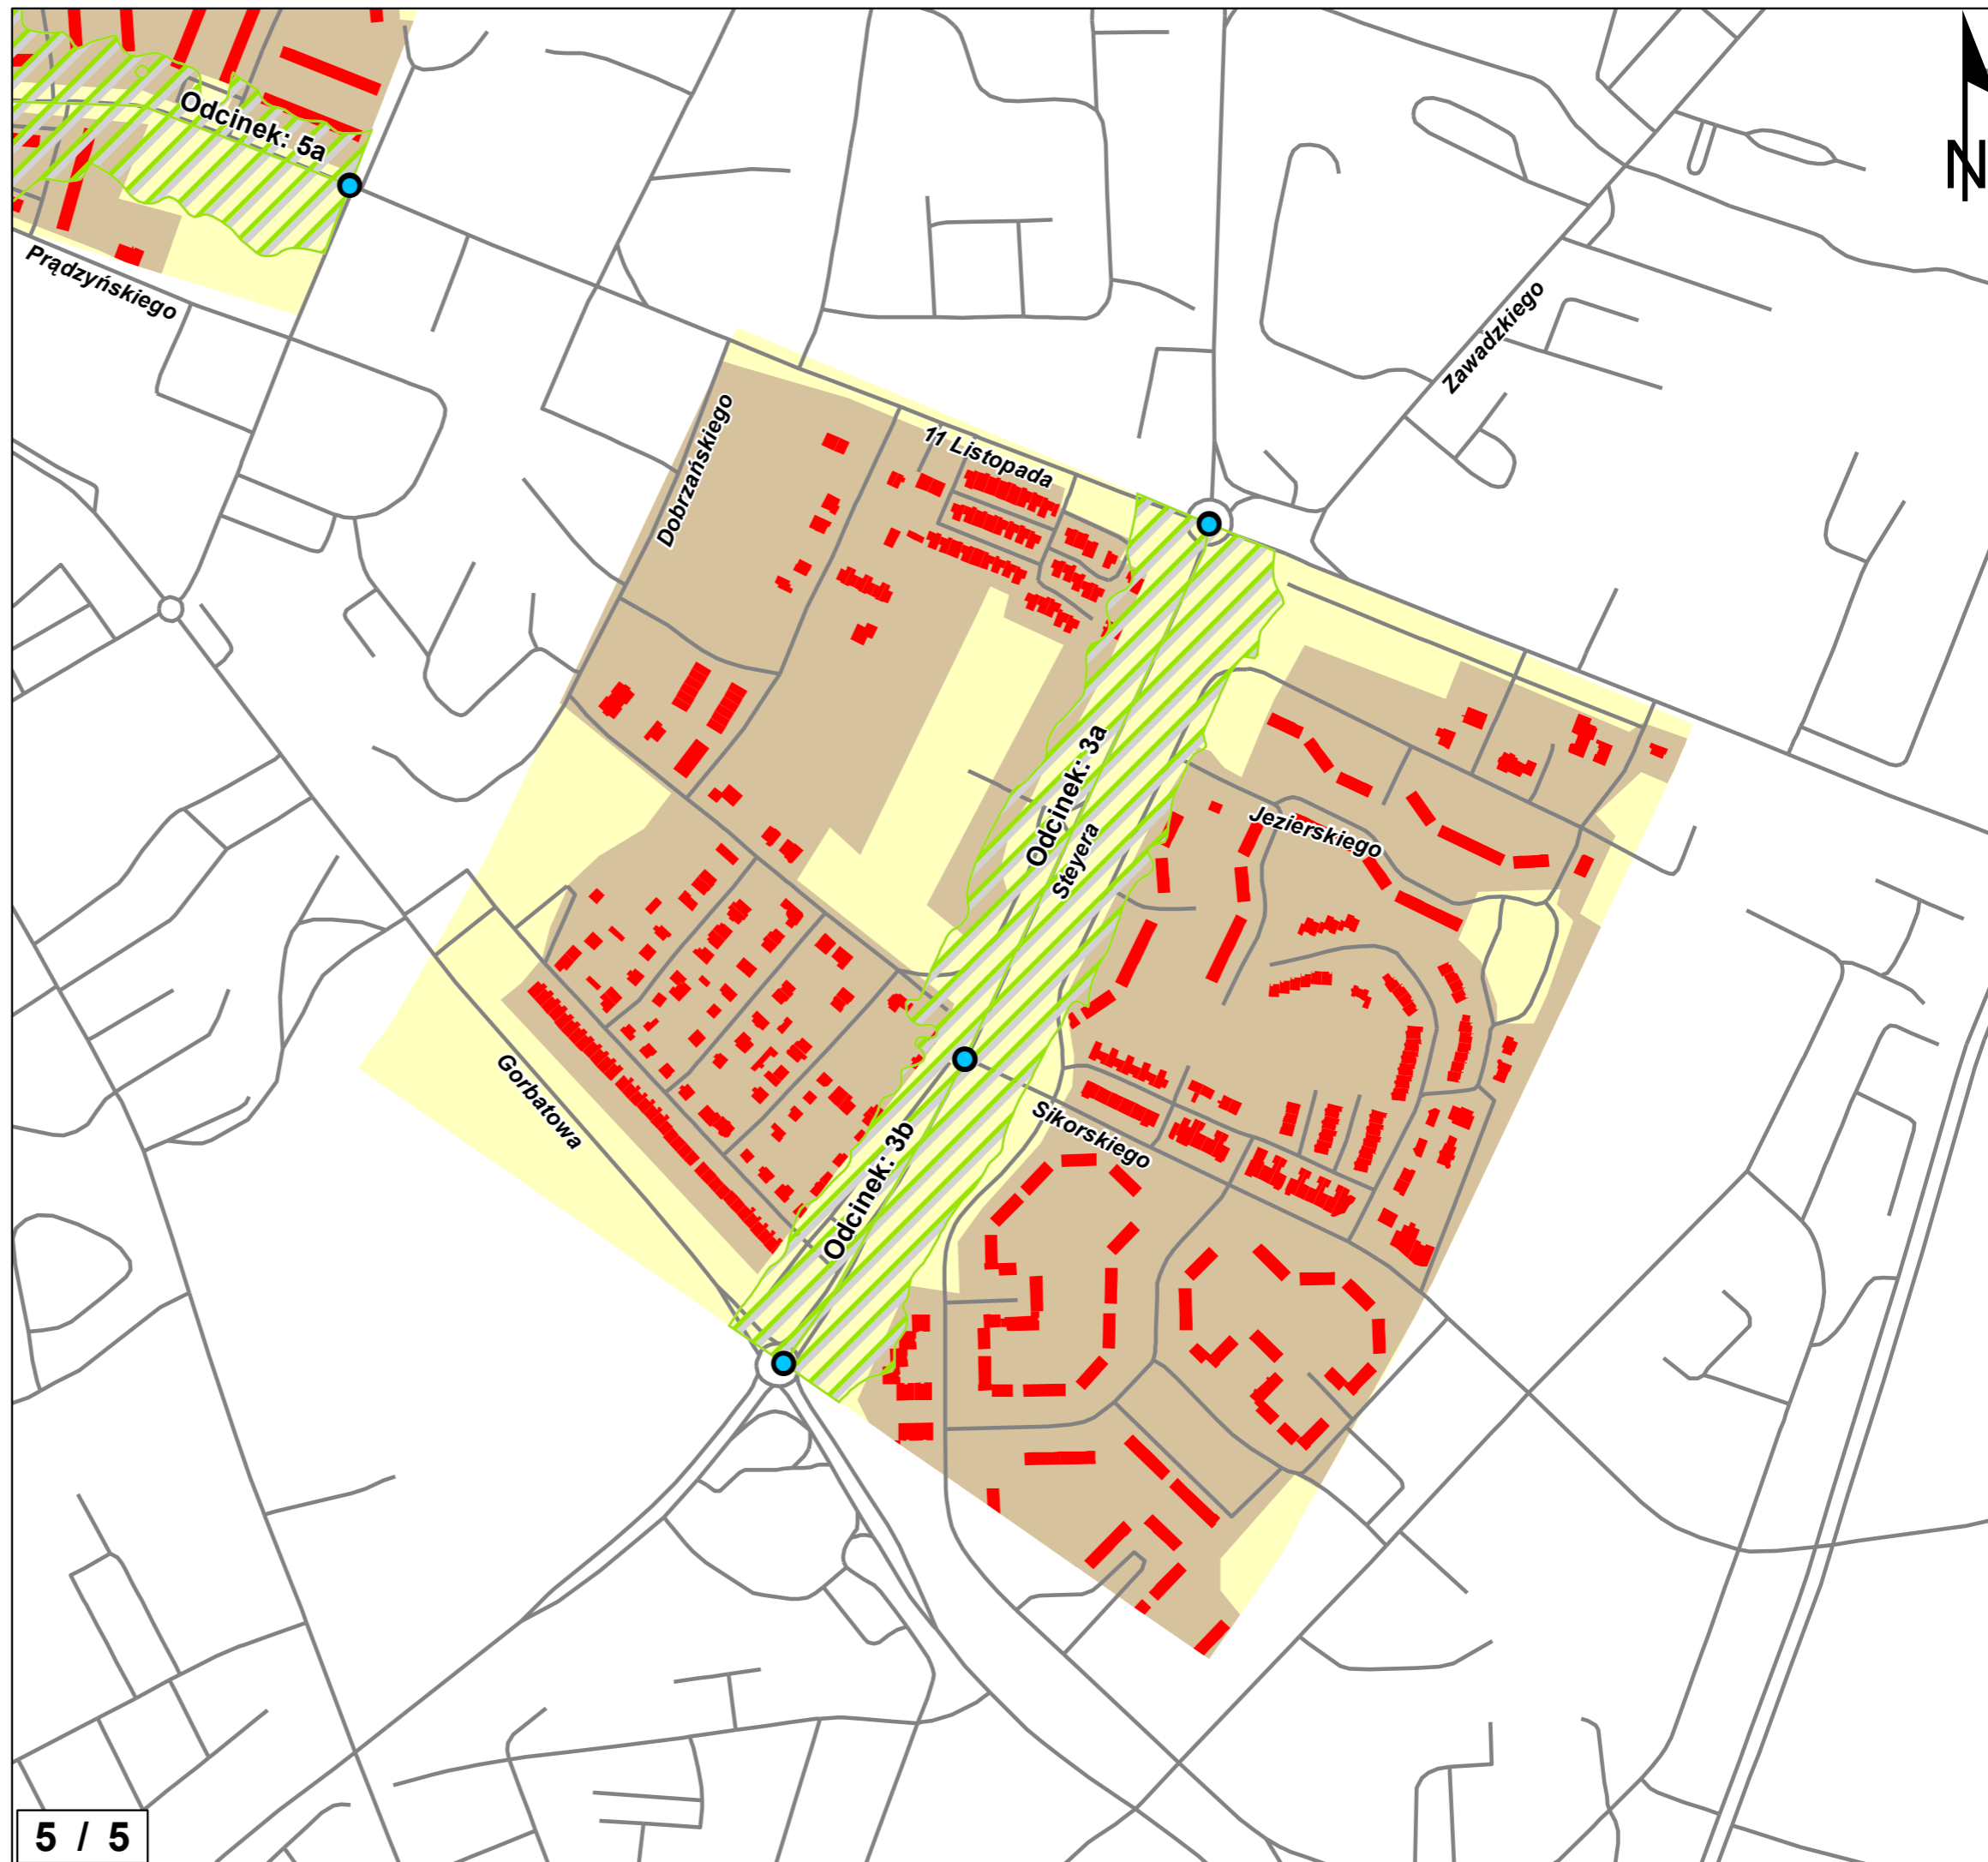 Odcinek: 5a
N
Prądzyńskiego
Zawadzkiego
Dobrzańskiego
11 Listopada
Odcinek: 3a
Steyera
Jezierskiego
Gorbatowa
Sikorskiego
Odcinek: 3b
5 / 5